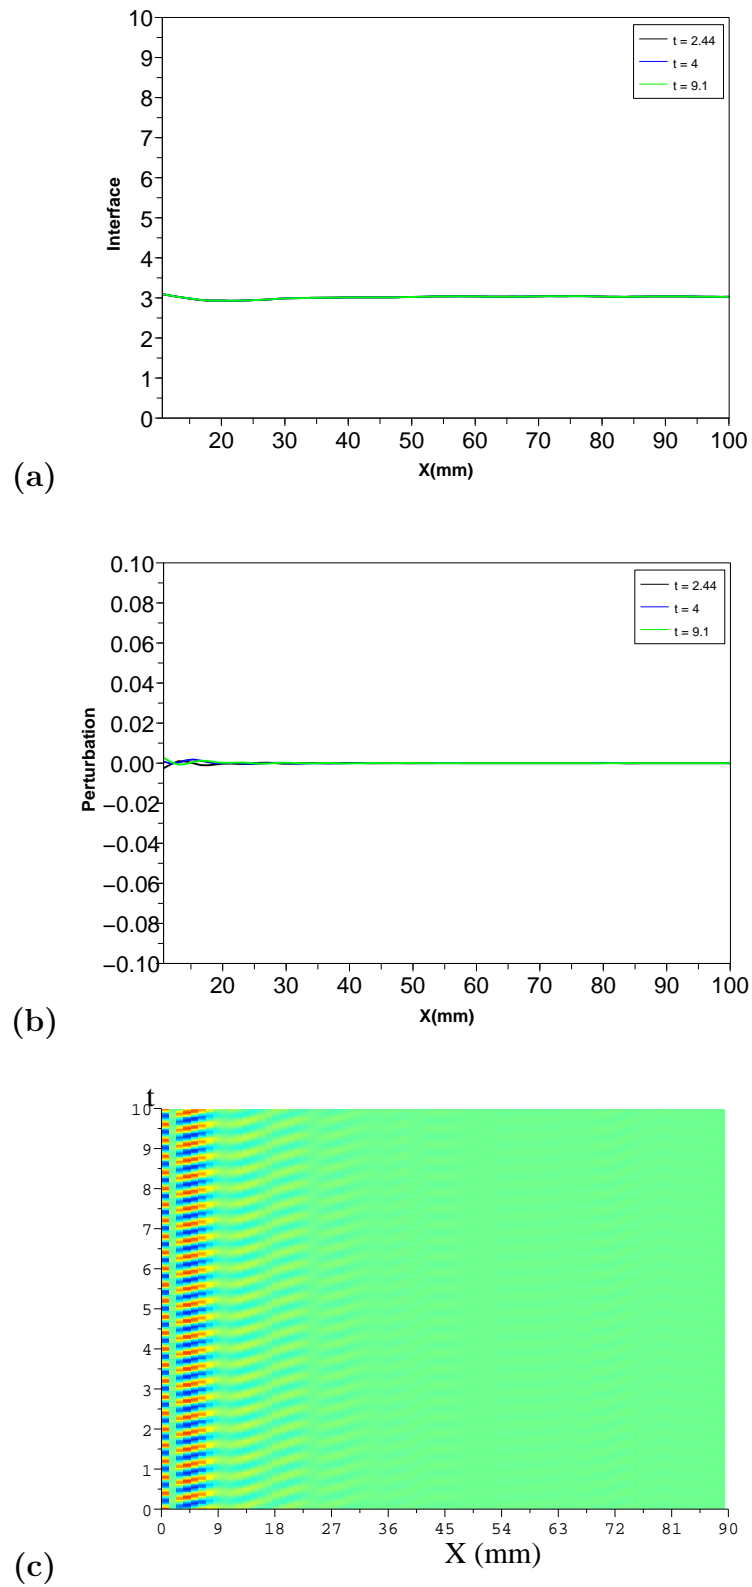 10
9
8
7
6
5
4
3
2
1
0
Interface
t = 2.44
t = 4
t = 9.1
20 30 40 50 60 70 80 90 100
X(mm)
(a)
0.10
0.08
0.06
0.04
0.02
0.00
−0.02
−0.04
−0.06
−0.08
−0.10
Perturbation
t = 2.44
t = 4
t = 9.1
20 30 40 50 60 70 80 90 100
X(mm)
(b)
t
10
9
8
7
6
5
4
3
2
1
0
0 9 18 27 36 45 54 63 72 81 90
X (mm)
(c)